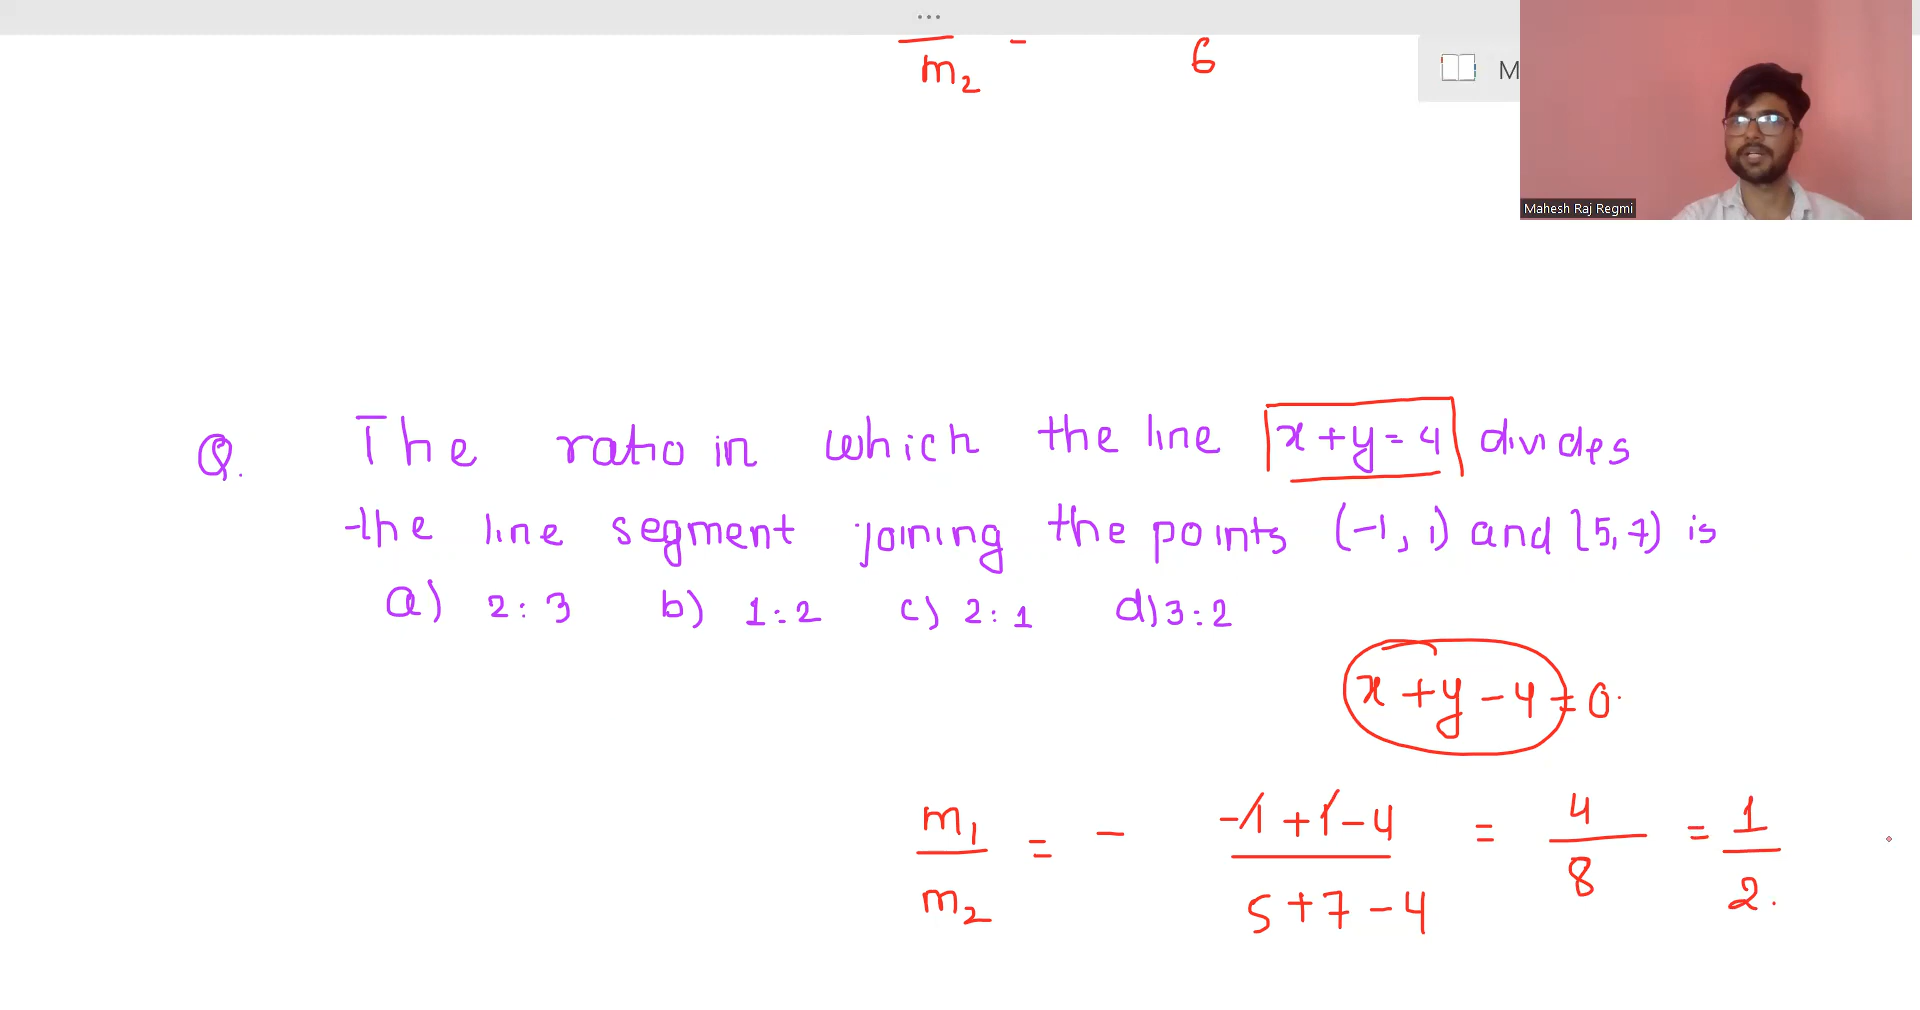 ...
m₂ = 6
M
Mahesh Raj Regmi
Q. The ratio in which the line x+y=4 divides
the line segment joining the points (-1, 1) and [5, 7) is
a) 2:3 b) 1:2 c) 2:1 d) 3:2
x+y-4=0.
m₁/m₂ = - (-1+1-4)/(5+7-4) = 4/8 = 1/2.